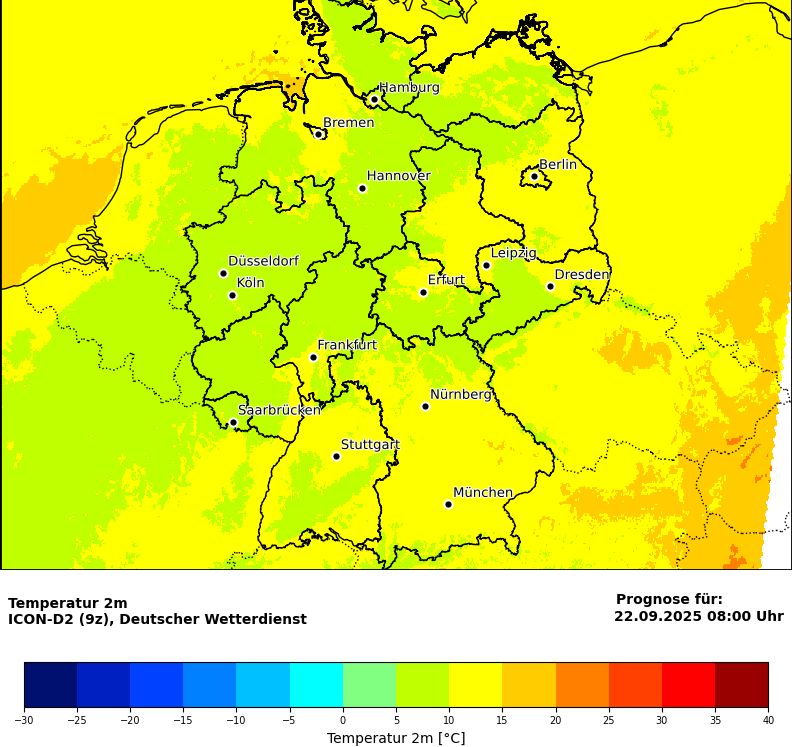 Hamburg
Bremen
Berlin
Hannover
Leipzig
Düsseldorf
Dresden
Köln
Erfurt
Frankfurt
Nürnberg
Saarbrücken
Stuttgart
München
Temperatur 2m
ICON-D2 (9z), Deutscher Wetterdienst
Prognose für:
22.09.2025 08:00 Uhr
−30 −25 −20 −15 −10 −5 0 5 10 15 20 25 30 35 40
Temperatur 2m [°C]